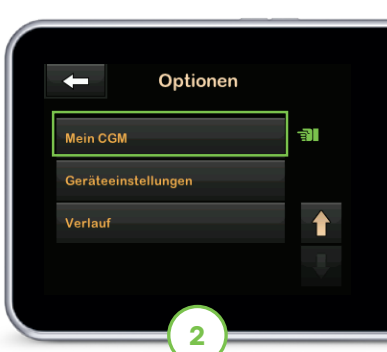 Optionen
Mein CGM
Geräteeinstellungen
Verlauf
2